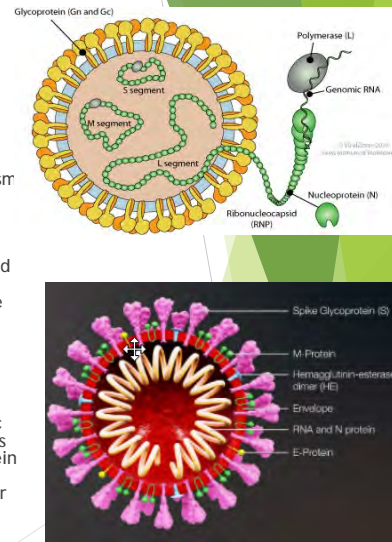 Glycoprotein (Gn and Gc)
Polymerase (L)
S segment
Genomic RNA
M segment
L segment
Nucleoprotein (N)
Ribonucleocapsid
(RNP)
Spike Glycoprotein (S)
M-Protein
Hemagglutinin-esterase
dimer (HE)
Envelope
RNA and N protein
E-Protein